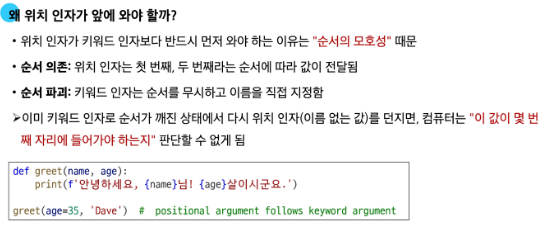 왜 위치 인자가 앞에 와야 할까?
• 위치 인자가 키워드 인자보다 반드시 먼저 와야 하는 이유는 "순서의 모호성" 때문
• 순서 의존: 위치 인자는 첫 번째, 두 번째라는 순서에 따라 값이 전달됨
• 순서 파괴: 키워드 인자는 순서를 무시하고 이름을 직접 지정함
➢이미 키워드 인자로 순서가 깨진 상태에서 다시 위치 인자(이름 없는 값)를 던지면, 컴퓨터는 "이 값이 몇 번
째 자리에 들어가야 하는지" 판단할 수 없게 됨
def greet(name, age):
    print(f'안녕하세요, {name}님! {age}살이시군요.')
greet(age=35, 'Dave')  # positional argument follows keyword argument